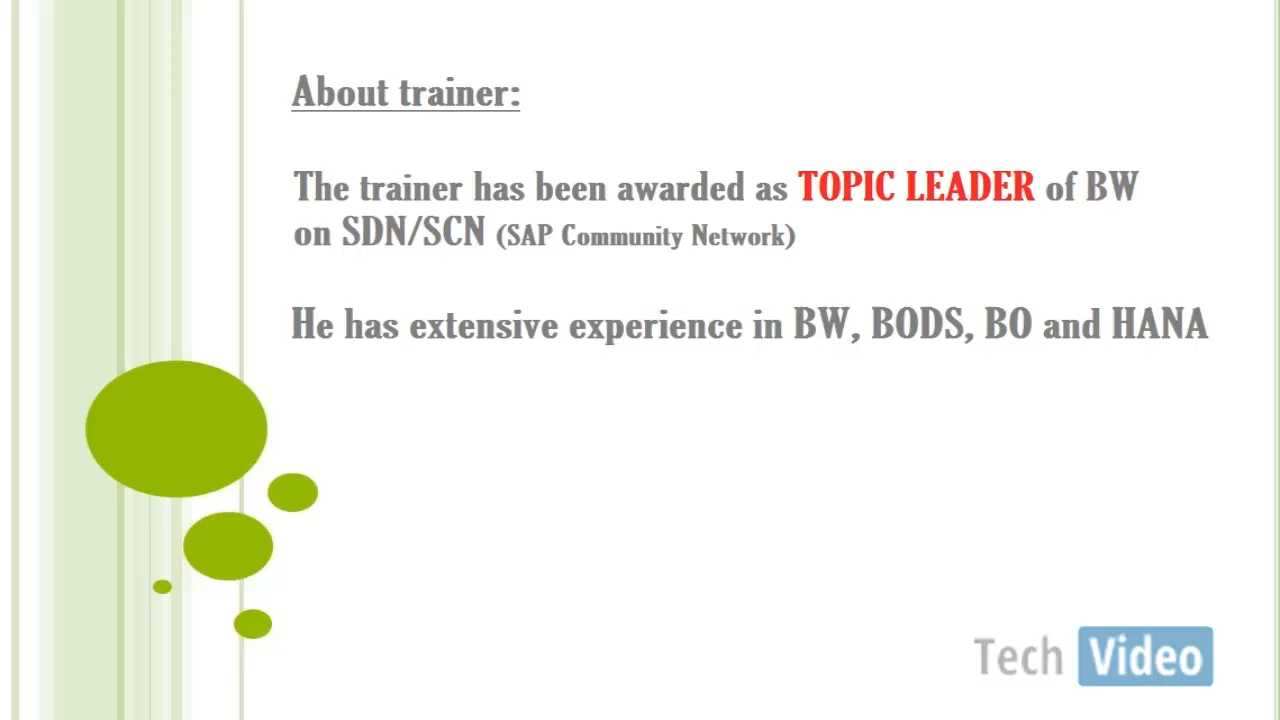 About trainer:
The trainer has been awarded as TOPIC LEADER of BW
on SDN/SCN (SAP Community Network)
He has extensive experience in BW, BODS, BO and HANA
Tech Video